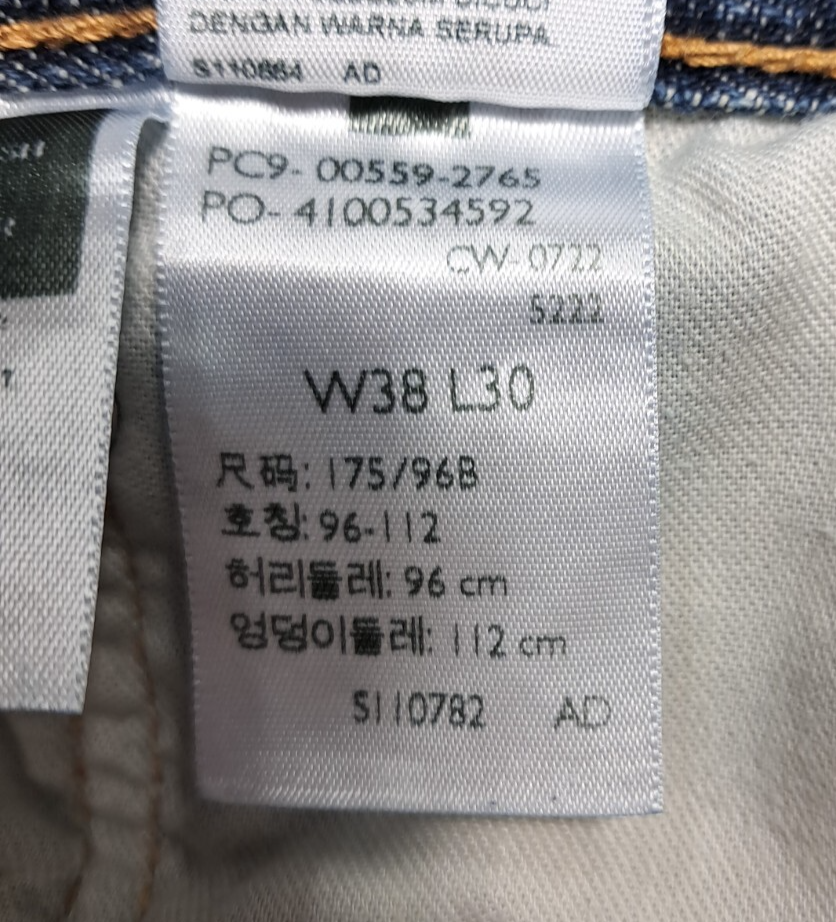 DENGAN WARNA SERUPA
S110664 AD
PC9- 00559-2765
PO- 4100534592
CW-0722
5222
W38 L30
尺码: 175/96B
호칭: 96-112
허리둘레: 96 cm
엉덩이둘레: 112 cm
S110782 AD